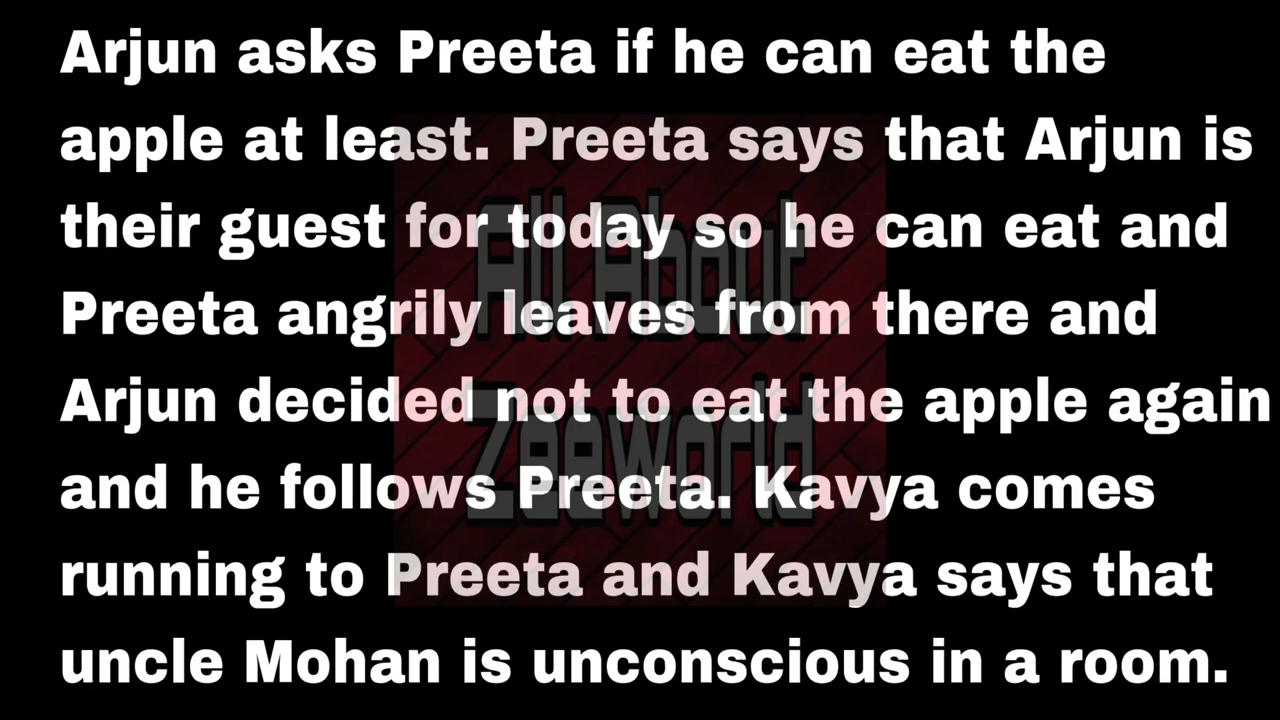 Arjun asks Preeta if he can eat the
apple at least. Preeta says that Arjun is
their guest for today so he can eat and
Preeta angrily leaves from there and
Arjun decided not to eat the apple again
and he follows Preeta. Kavya comes
running to Preeta and Kavya says that
uncle Mohan is unconscious in a room.
All About
Zeeworld